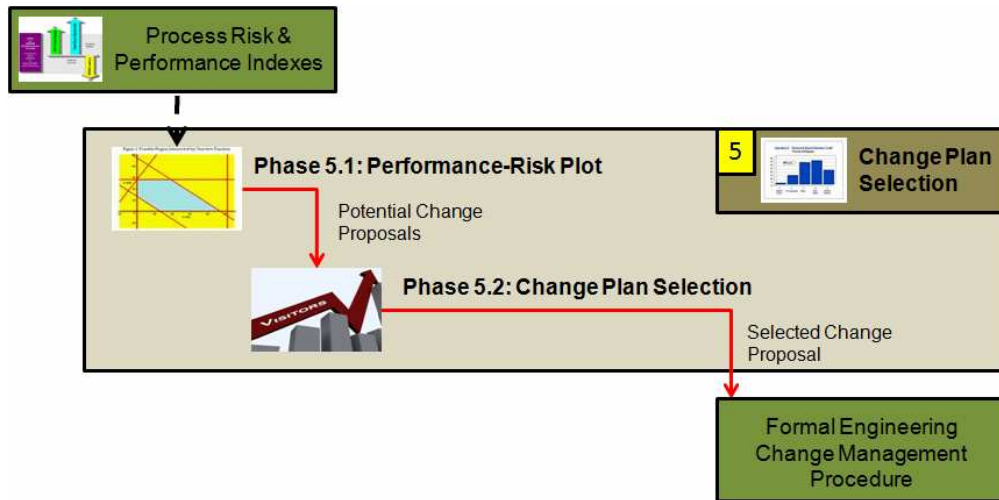 Process Risk &
Performance Indexes
Phase 5.1: Performance-Risk Plot
5
Change Plan
Selection
Potential Change
Proposals
Phase 5.2: Change Plan Selection
VISITORS
Selected Change
Proposal
Formal Engineering
Change Management
Procedure